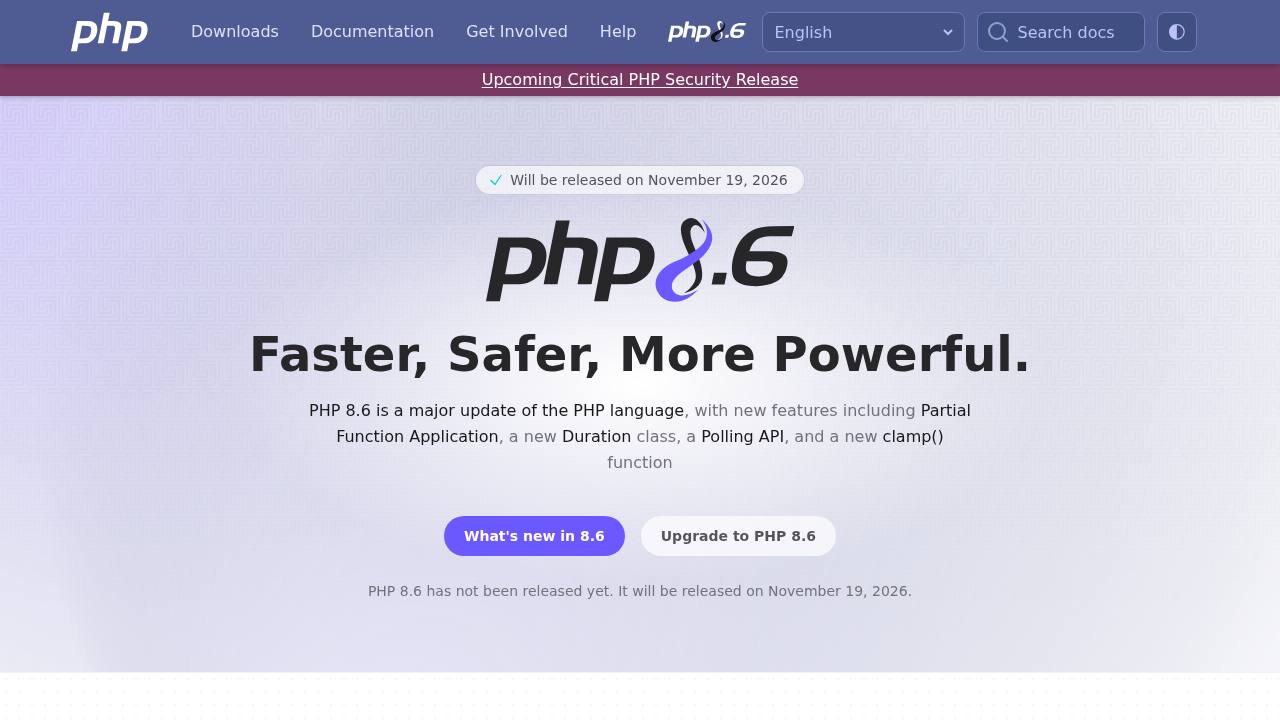 php
Downloads
Documentation
Get Involved
Help
php8.6
English
Search docs
Upcoming Critical PHP Security Release
Will be released on November 19, 2026
php8.6
Faster, Safer, More Powerful.
PHP 8.6 is a major update of the PHP language, with new features including Partial
Function Application, a new Duration class, a Polling API, and a new clamp()
function
What's new in 8.6
Upgrade to PHP 8.6
PHP 8.6 has not been released yet. It will be released on November 19, 2026.